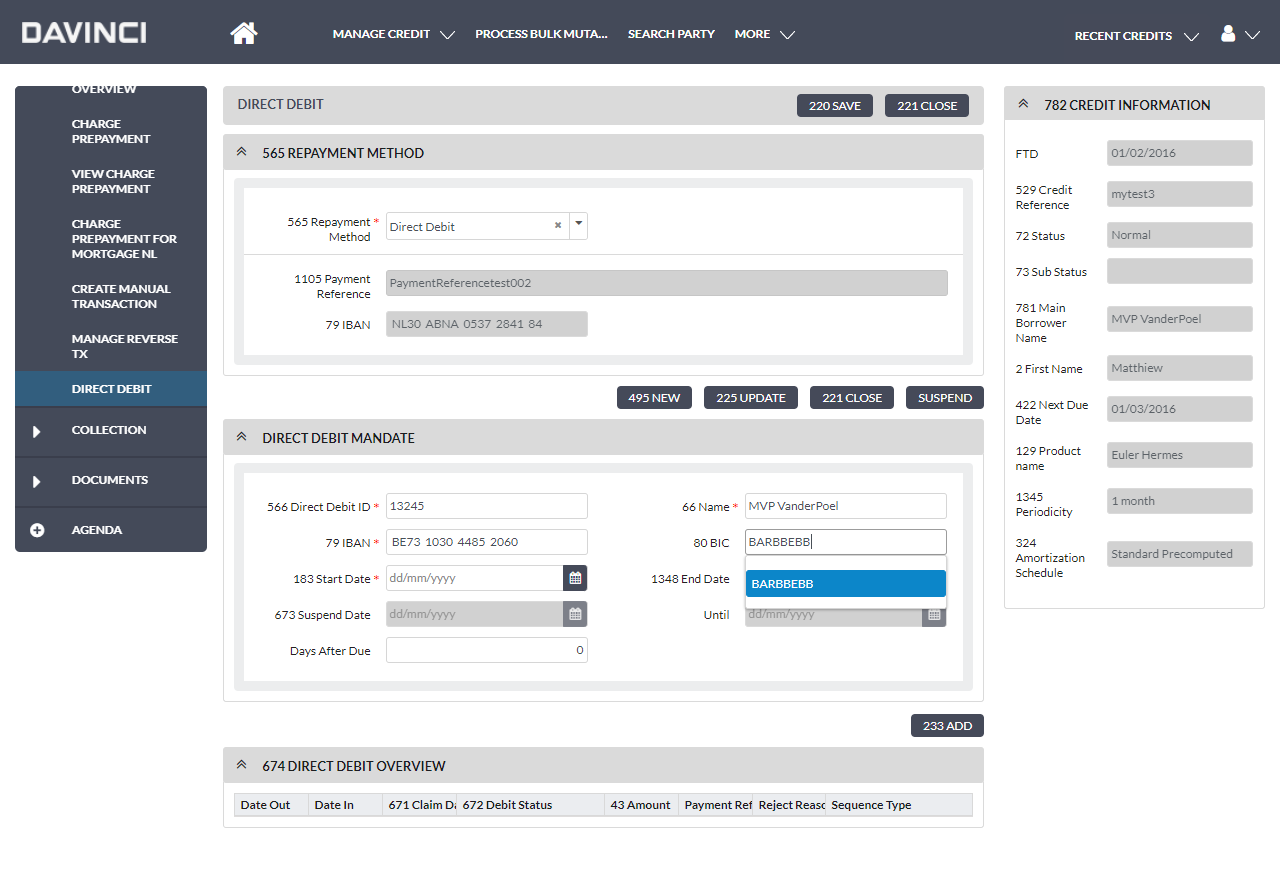 DAVINCI
MANAGE CREDIT
PROCESS BULK MUTA...
SEARCH PARTY
MORE
RECENT CREDITS
OVERVIEW
CHARGE
PREPAYMENT
VIEW CHARGE
PREPAYMENT
CHARGE
PREPAYMENT FOR
MORTGAGE NL
CREATE MANUAL
TRANSACTION
MANAGE REVERSE
TX
DIRECT DEBIT
COLLECTION
DOCUMENTS
AGENDA
DIRECT DEBIT
220 SAVE
221 CLOSE
565 REPAYMENT METHOD
565 Repayment *
Method
Direct Debit
×
1105 Payment
Reference
PaymentReferencetest002
79 IBAN
NL30 ABNA 0537 2841 84
495 NEW
225 UPDATE
221 CLOSE
SUSPEND
DIRECT DEBIT MANDATE
566 Direct Debit ID *
13245
66 Name *
MVP VanderPoel
79 IBAN *
BE73 1030 4485 2060
80 BIC
BARBBEBB
183 Start Date *
dd/mm/yyyy
1348 End Date
BARBBEBB
673 Suspend Date
dd/mm/yyyy
Until
dd/mm/yyyy
Days After Due
0
233 ADD
674 DIRECT DEBIT OVERVIEW
Date Out
Date In
671 Claim Da
672 Debit Status
43 Amount
Payment Ref
Reject Reaso
Sequence Type
782 CREDIT INFORMATION
FTD
01/02/2016
529 Credit
Reference
mytest3
72 Status
Normal
73 Sub Status
781 Main
Borrower
Name
MVP VanderPoel
2 First Name
Matthiew
422 Next Due
Date
01/03/2016
129 Product
name
Euler Hermes
1345
Periodicity
1 month
324
Amortization
Schedule
Standard Precomputed